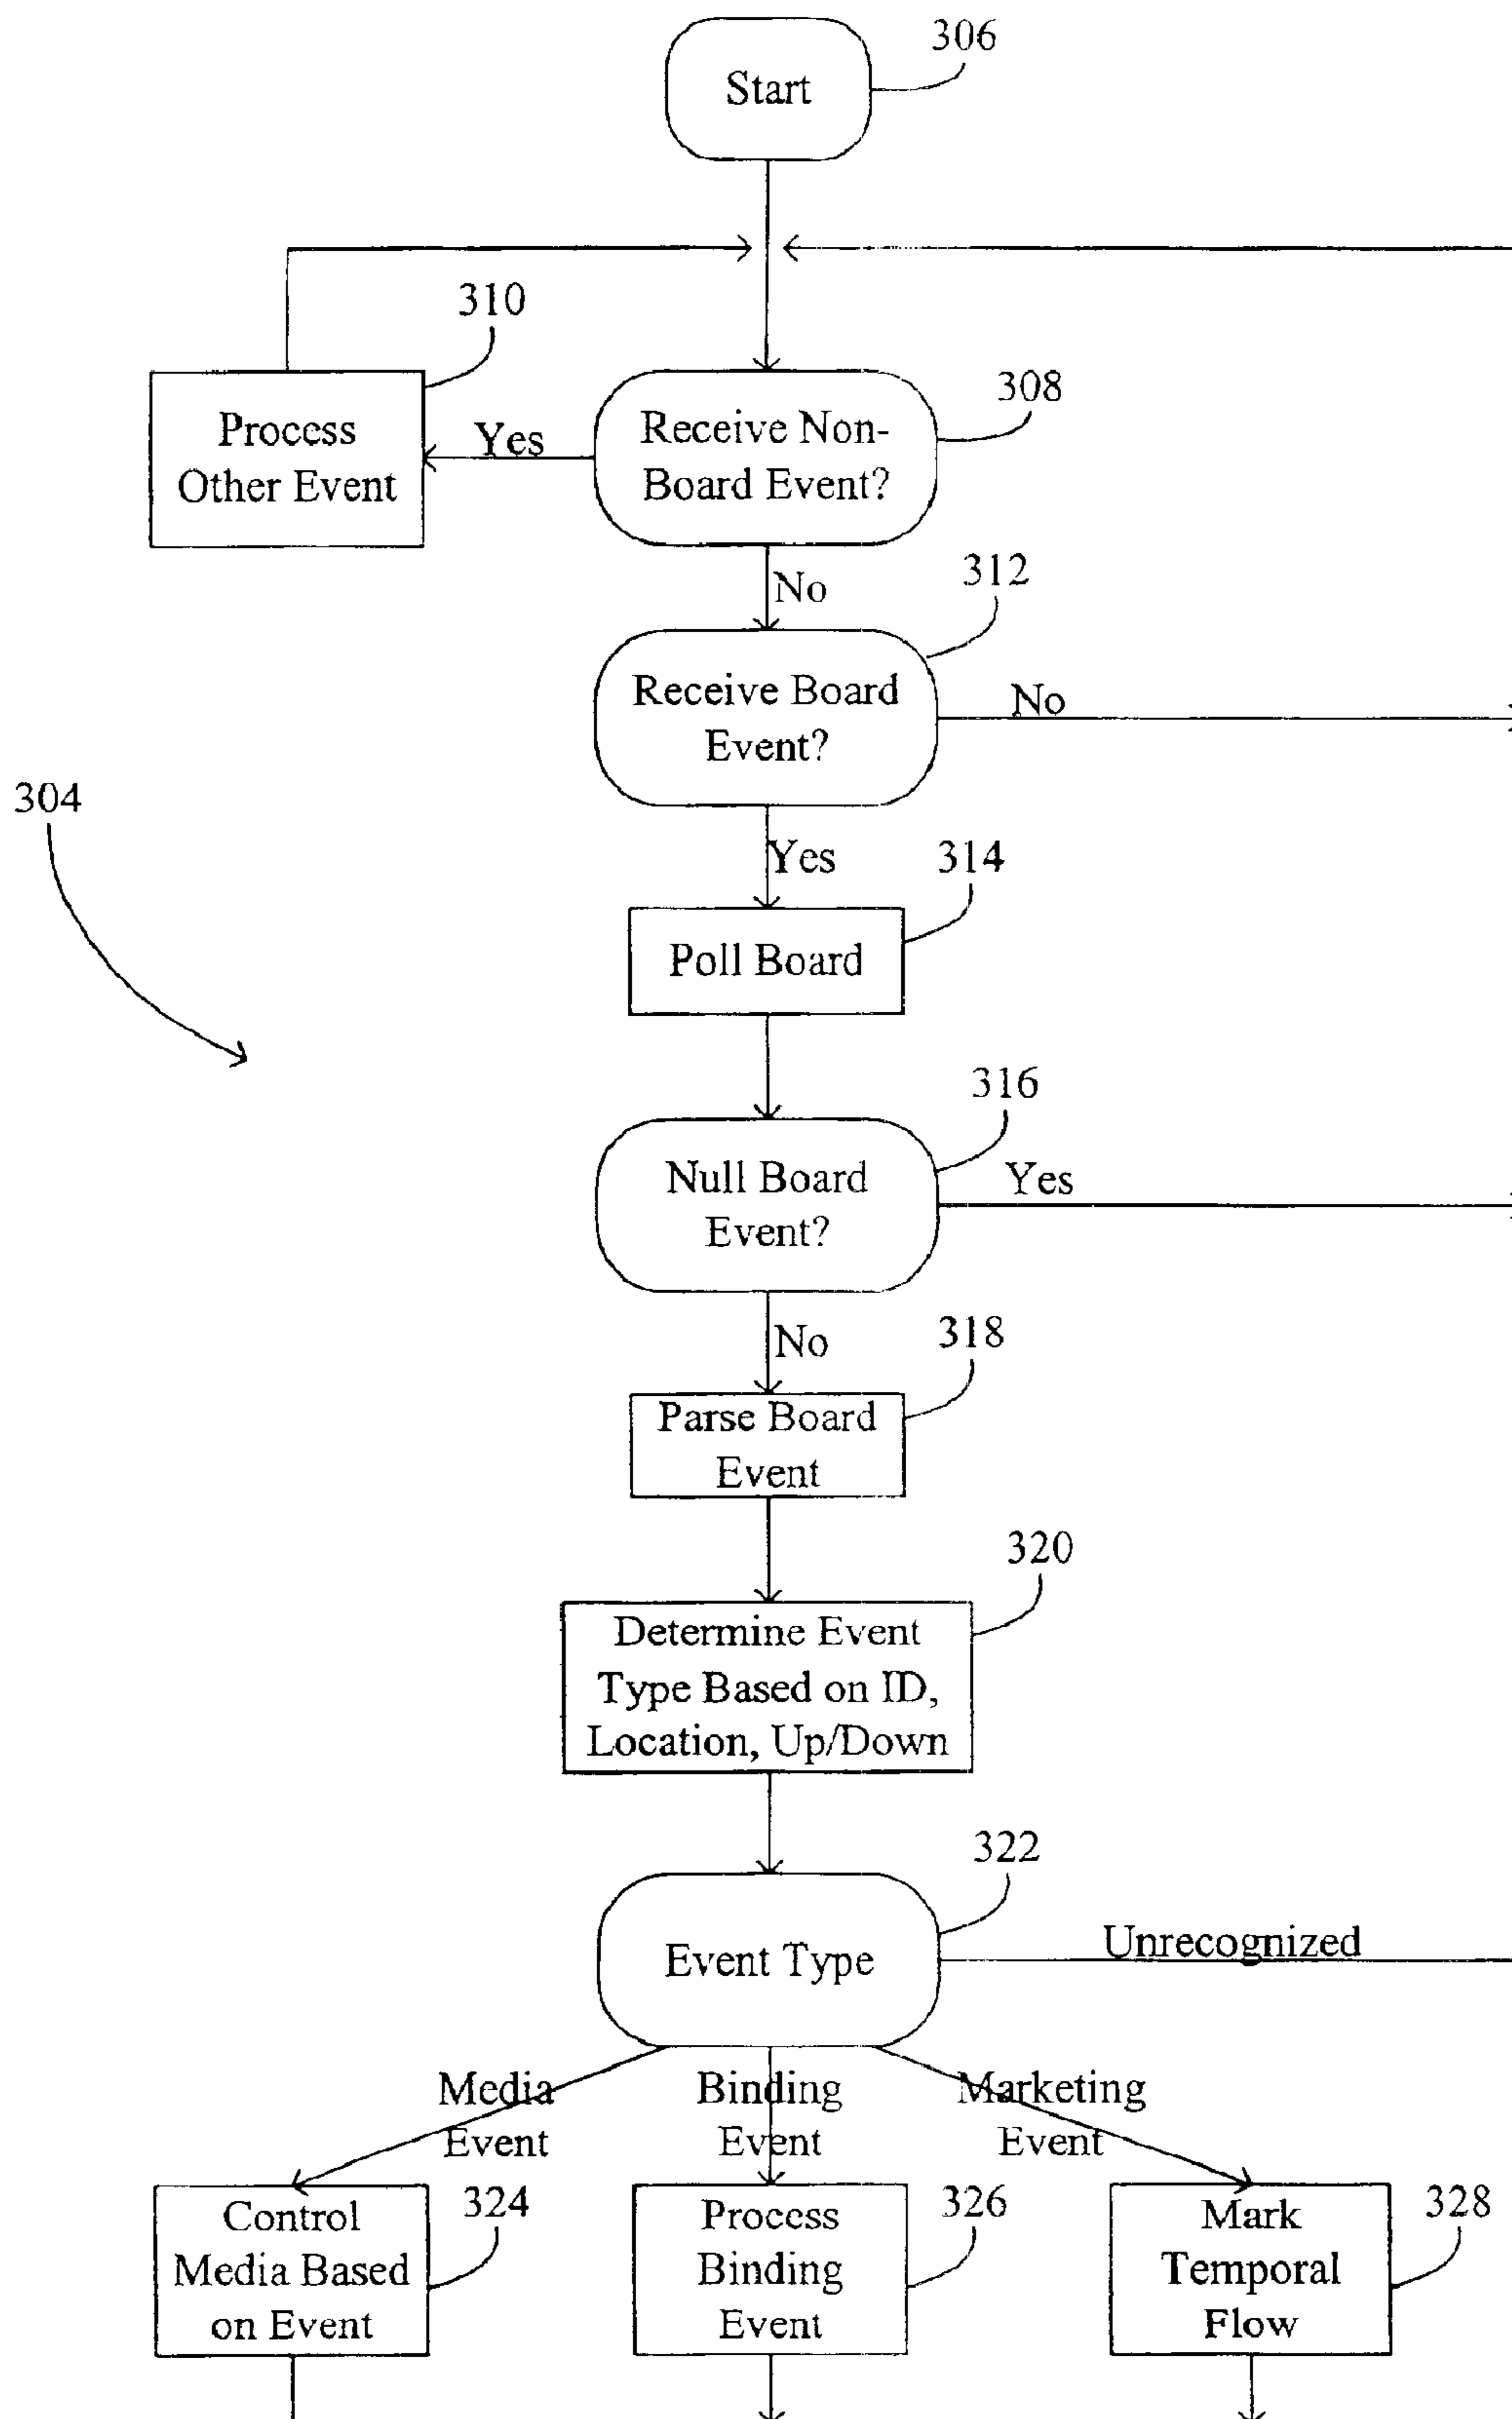 306
Start
310
308
Process
Other Event
Yes
Receive Non-
Board Event?
No
312
Receive Board
Event?
No
304
Yes
314
Poll Board
316
Null Board
Event?
Yes
No
318
Parse Board
Event
320
Determine Event
Type Based on ID,
Location, Up/Down
322
Event Type
Unrecognized
Media
Event
Binding
Event
Marketing
Event
324
Control
Media Based
on Event
326
Process
Binding
Event
328
Mark
Temporal
Flow